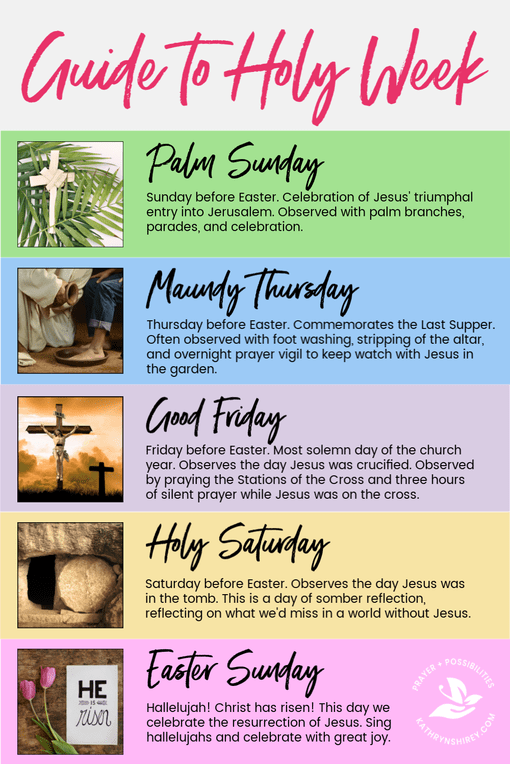 Guide to Holy Week
Palm Sunday
Sunday before Easter. Celebration of Jesus' triumphal
entry into Jerusalem. Observed with palm branches,
parades, and celebration.
Maundy Thursday
Thursday before Easter. Commemorates the Last Supper.
Often observed with foot washing, stripping of the altar,
and overnight prayer vigil to keep watch with Jesus in
the garden.
Good Friday
Friday before Easter. Most solemn day of the church
year. Observes the day Jesus was crucified. Observed
by praying the Stations of the Cross and three hours
of silent prayer while Jesus was on the cross.
Holy Saturday
Saturday before Easter. Observes the day Jesus was
in the tomb. This is a day of somber reflection,
reflecting on what we'd miss in a world without Jesus.
HE
risen
Easter Sunday
Hallelujah! Christ has risen! This day we
celebrate the resurrection of Jesus. Sing
hallelujahs and celebrate with great joy.
PRAYER + POSSIBILITIES
KATHRYNSHIREY.COM